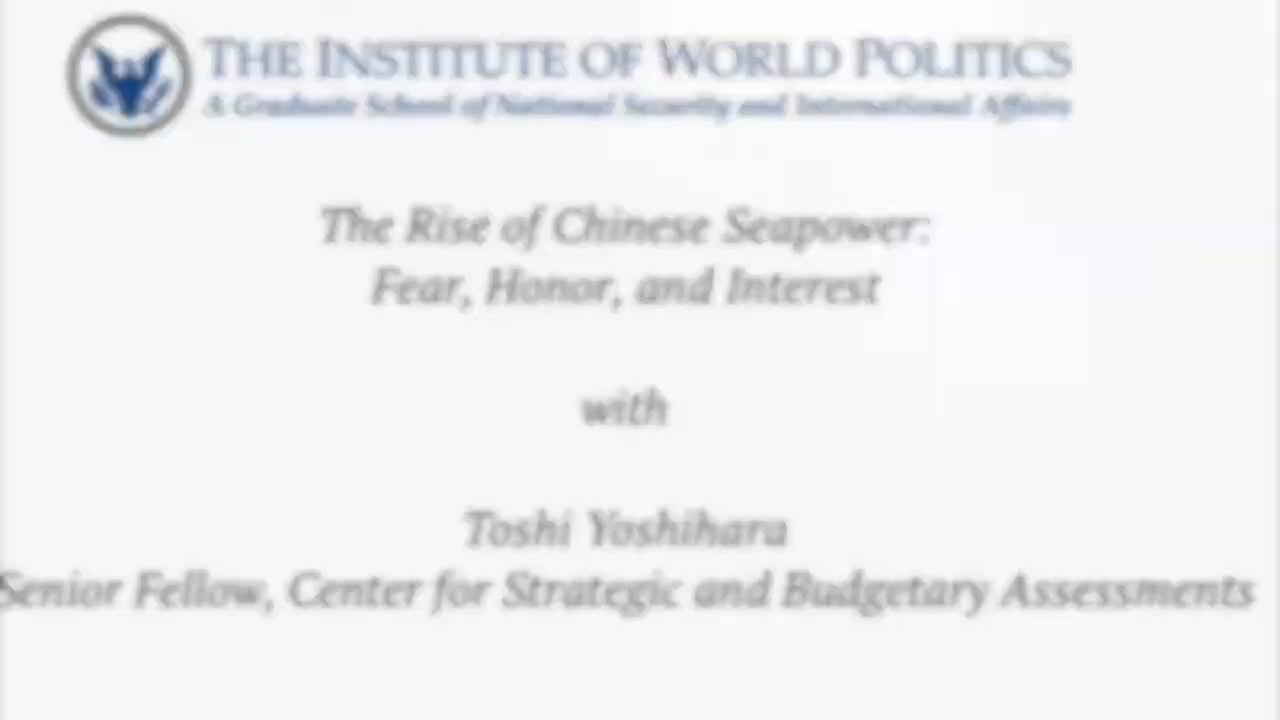 THE INSTITUTE OF WORLD POLITICS
A Graduate School of National Security and International Affairs
The Rise of Chinese Seapower:
Fear, Honor, and Interest
with
Toshi Yoshihara
Senior Fellow, Center for Strategic and Budgetary Assessments